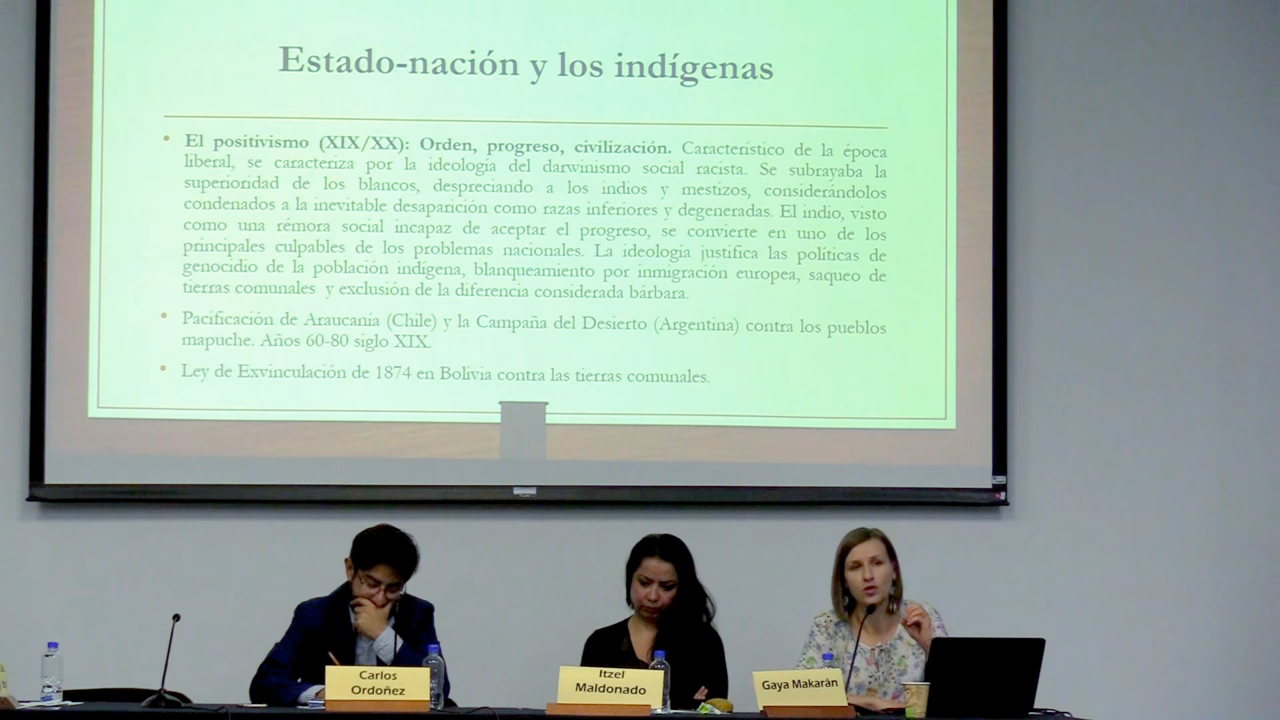 Estado-nación y los indígenas
El positivismo (XIX/XX): Orden, progreso, civilización. Característico de la época
liberal, se caracteriza por la ideología del darwinismo social racista. Se subrayaba la
superioridad de los blancos, despreciando a los indios y mestizos, considerándolos
condenados a la inevitable desaparición como razas inferiores y degeneradas. El indio, visto
como una rémora social incapaz de aceptar el progreso, se convierte en uno de los
principales culpables de los problemas nacionales. La ideología justifica las políticas de
genocidio de la población indígena, blanqueamiento por inmigración europea, saqueo de
tierras comunales y exclusión de la diferencia considerada bárbara.
Pacificación de Araucanía (Chile) y la Campaña del Desierto (Argentina) contra los pueblos
mapuche. Años 60-80 siglo XIX.
Ley de Exvinculación de 1874 en Bolivia contra las tierras comunales.
Carlos
Ordoñez
Itzel
Maldonado
Gaya Makarán